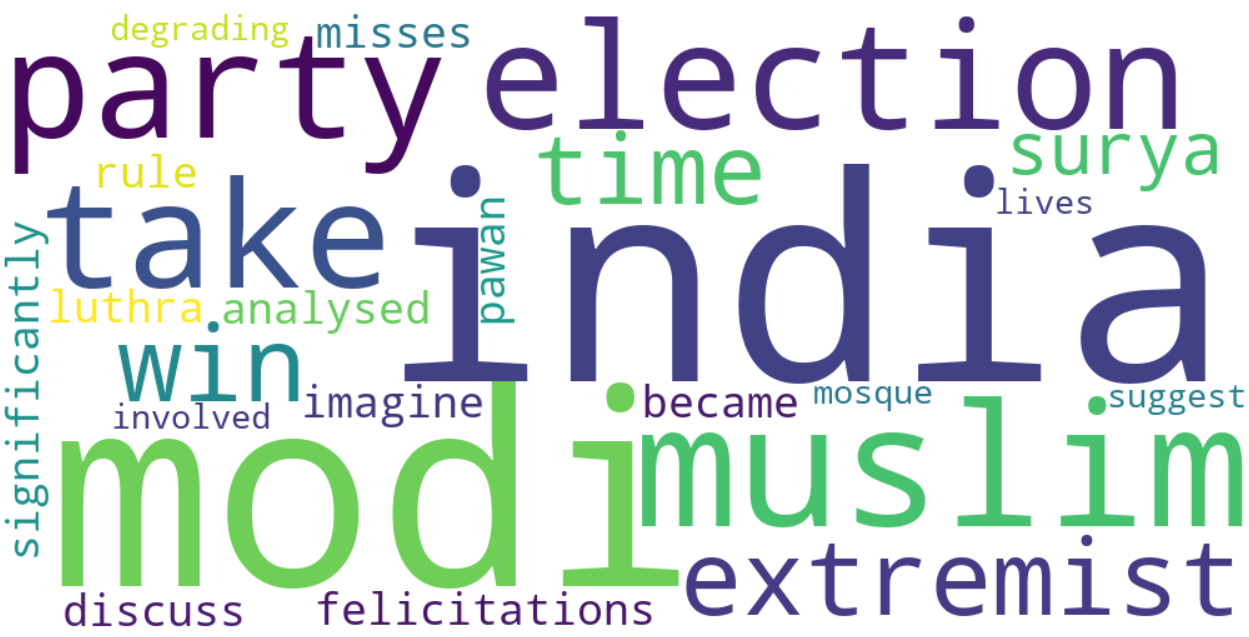 degrading
misses
party
election
time
surya
rule
take
india
lives
pawan
significantly
luthra
analysed
win
involved
imagine
became
mosque
suggest
modi
muslim
extremist
discuss
felicitations